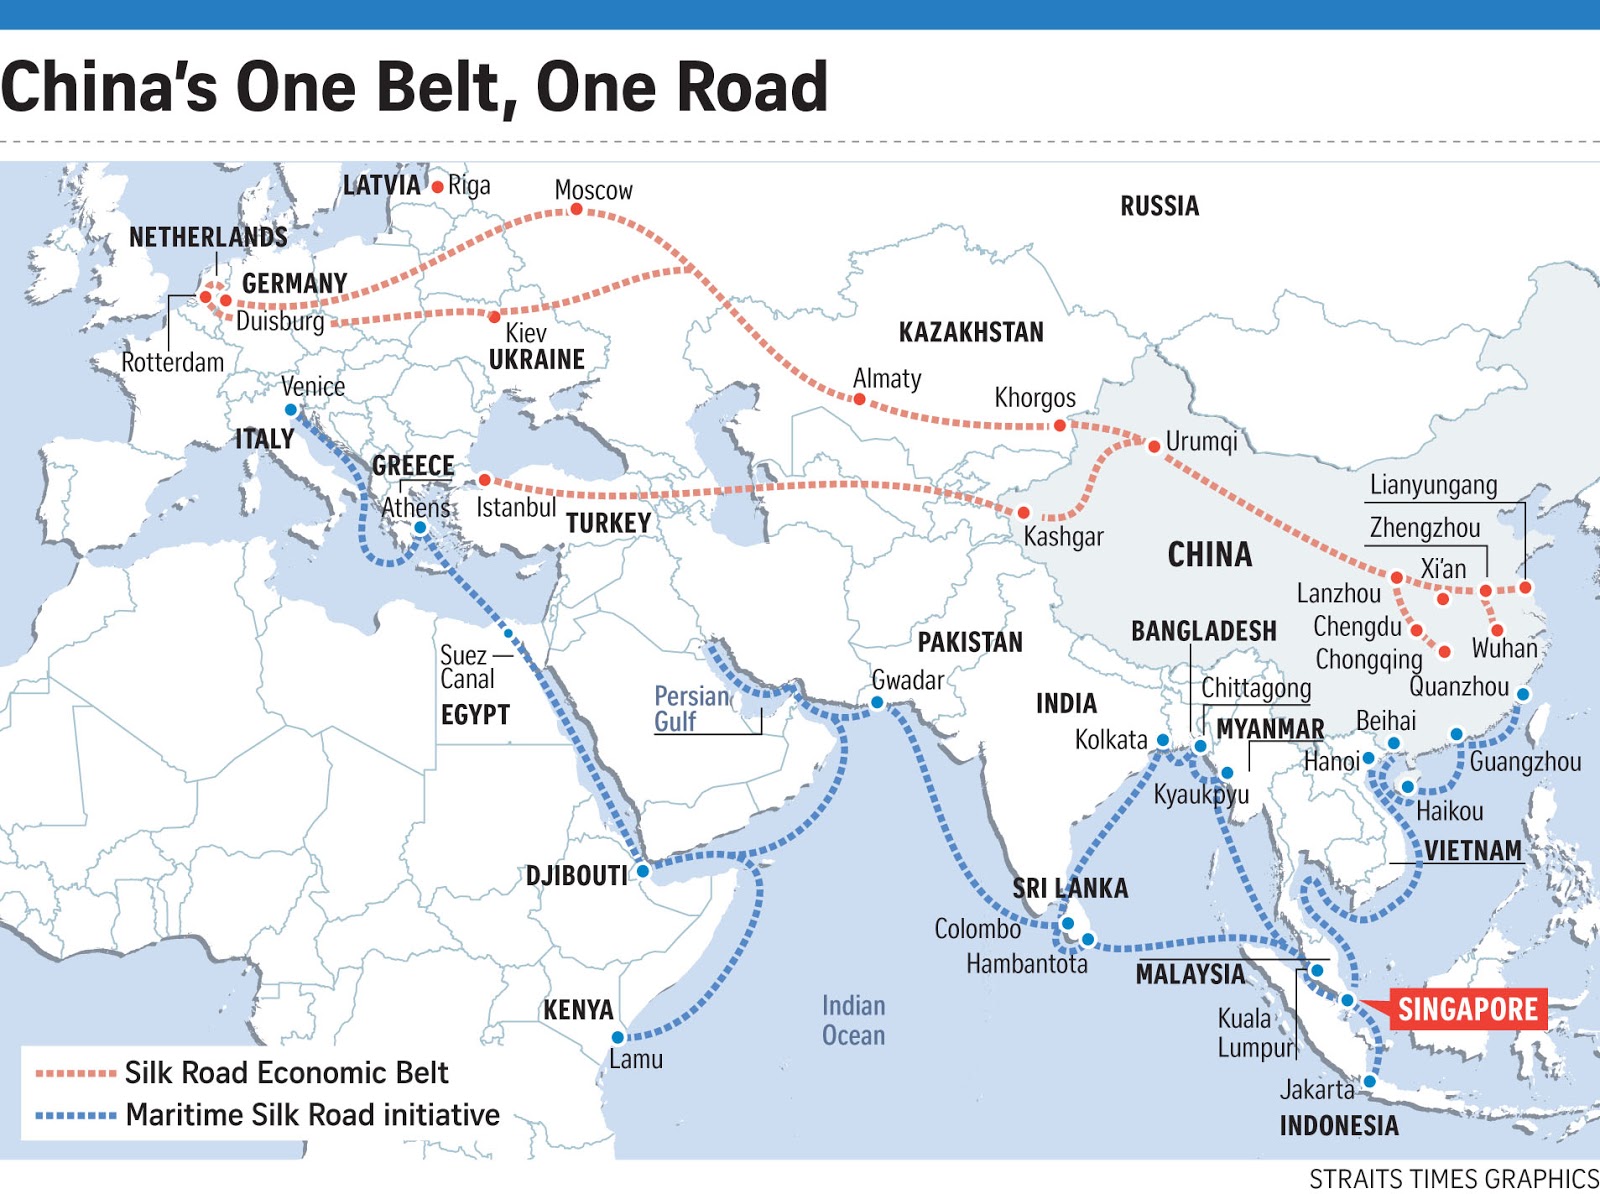 China's One Belt, One Road
LATVIA
Riga
Moscow
RUSSIA
NETHERLANDS
GERMANY
Duisburg
Rotterdam
Kiev
UKRAINE
KAZAKHSTAN
Almaty
Khorgos
Urumqi
Venice
ITALY
GREECE
Athens
Istanbul
TURKEY
Kashgar
CHINA
Lianyungang
Zhengzhou
Xi'an
Lanzhou
Chengdu
Chongqing
Wuhan
Quanzhou
Suez
Canal
EGYPT
Persian
Gulf
PAKISTAN
Gwadar
INDIA
BANGLADESH
Chittagong
MYANMAR
Kolkata
Kyaukpyu
Beihai
Hanoi
Guangzhou
Haikou
VIETNAM
DJIBOUTI
SRI LANKA
Colombo
Hambantota
MALAYSIA
Kuala
Lumpur
SINGAPORE
KENYA
Lamu
Indian
Ocean
Jakarta
INDONESIA
Silk Road Economic Belt
Maritime Silk Road initiative
STRAITS TIMES GRAPHICS